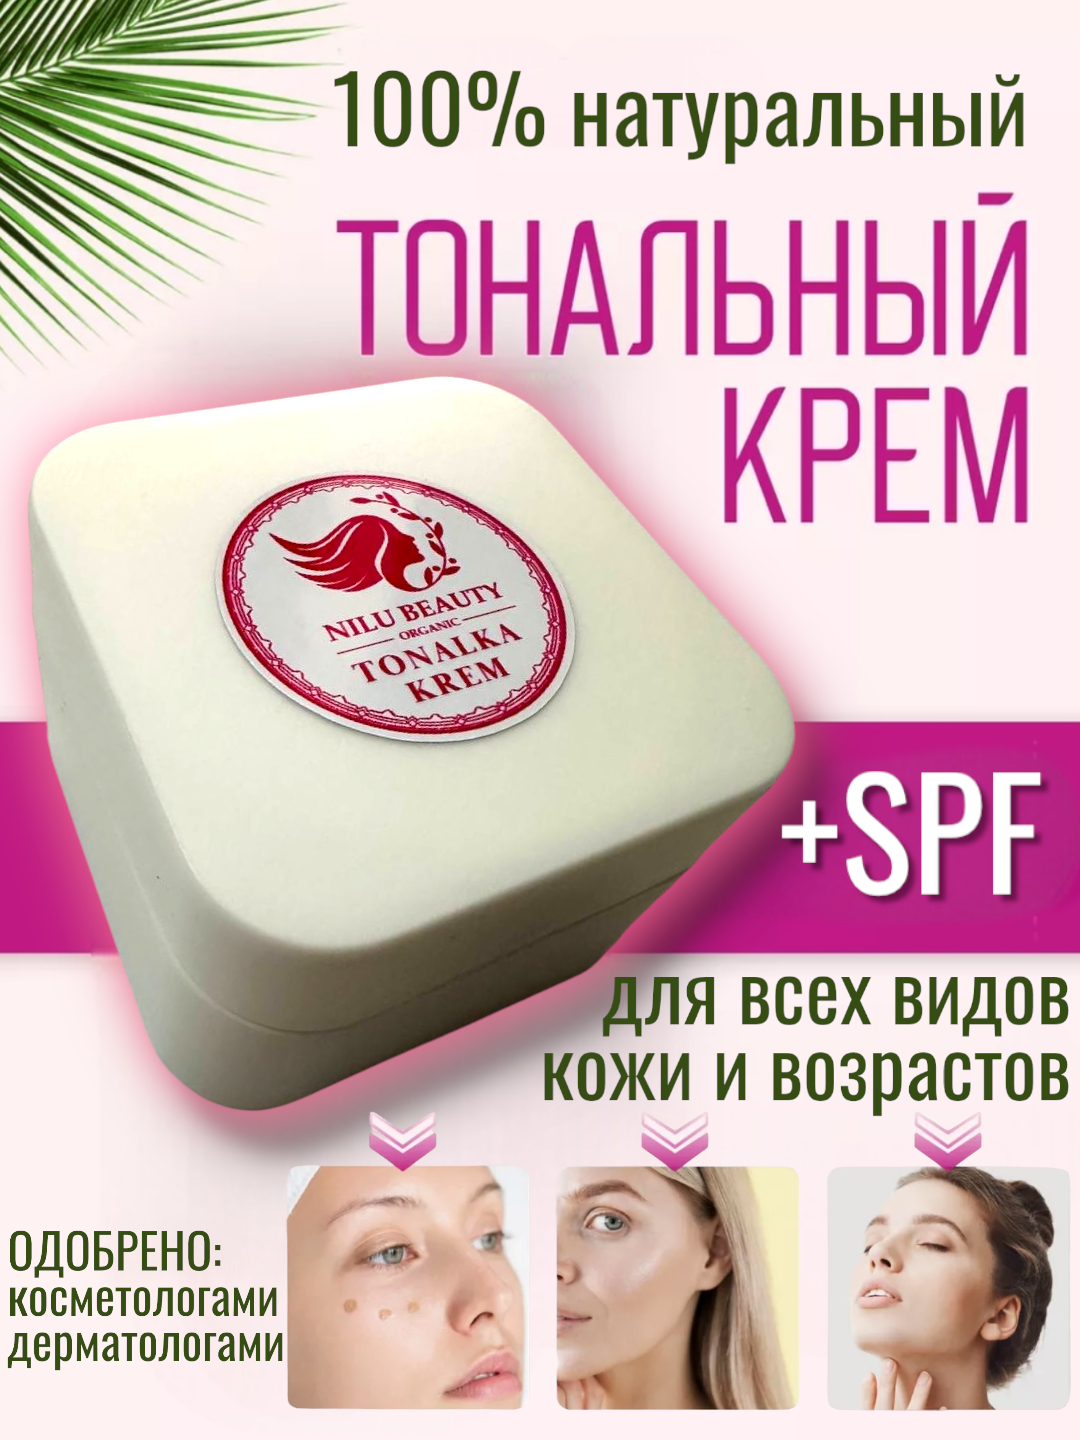 100% натуральный
ТОНАЛЬНЫЙ
КРЕМ
NILU BEAUTY
ORGANIC
TONALKA
KREM
+SPF
для всех видов
кожи и возрастов
ОДОБРЕНО:
косметологами
дерматологами